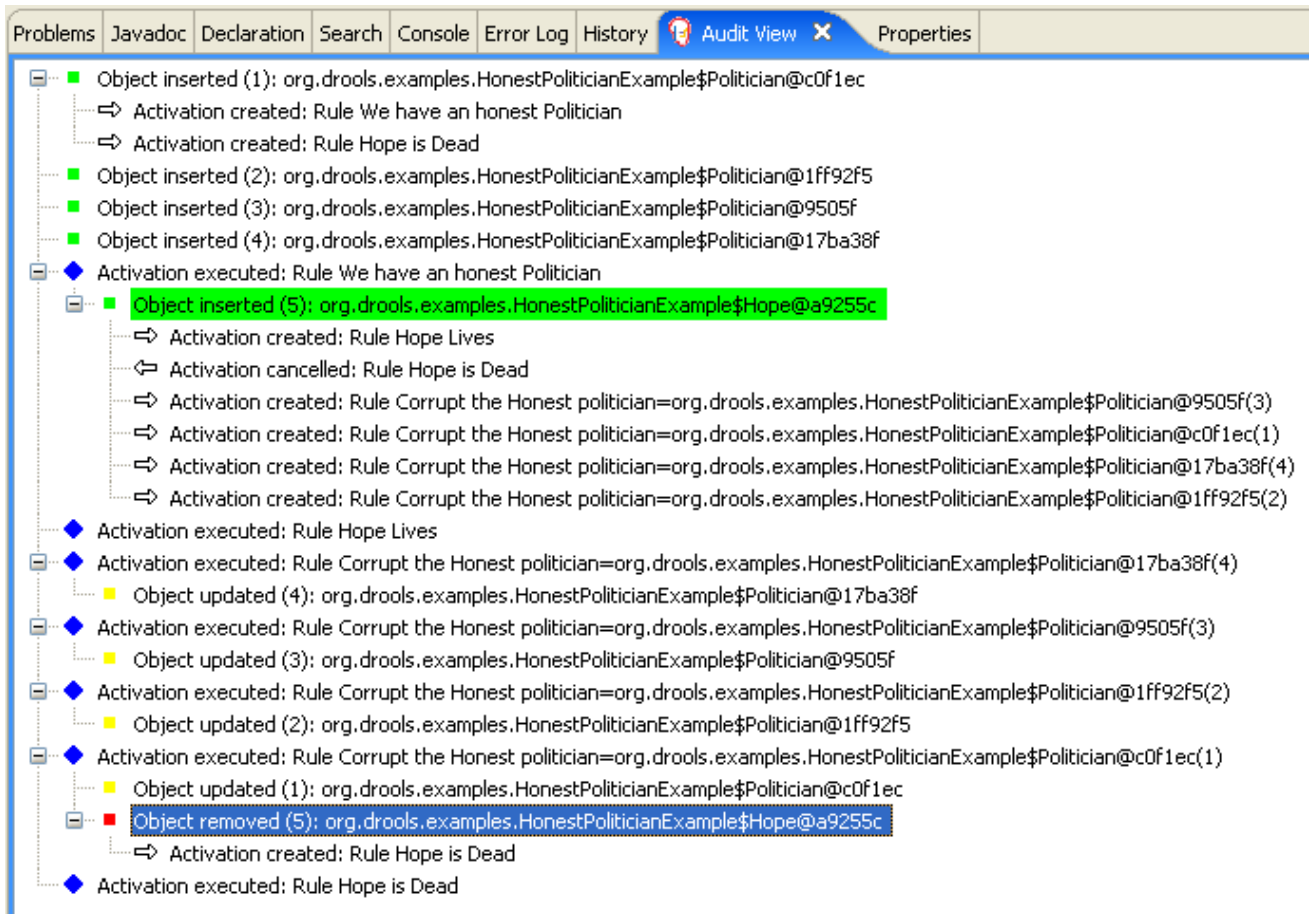 Problems Javadoc Declaration Search Console Error Log History Audit View Properties
Object inserted (1): org.drools.examples.HonestPoliticianExample$Politician@c0f1ec
Activation created: Rule We have an honest Politician
Activation created: Rule Hope is Dead
Object inserted (2): org.drools.examples.HonestPoliticianExample$Politician@1ff92f5
Object inserted (3): org.drools.examples.HonestPoliticianExample$Politician@9505f
Object inserted (4): org.drools.examples.HonestPoliticianExample$Politician@17ba38f
Activation executed: Rule We have an honest Politician
Object inserted (5): org.drools.examples.HonestPoliticianExample$Hope@a9255c
Activation created: Rule Hope Lives
Activation cancelled: Rule Hope is Dead
Activation created: Rule Corrupt the Honest politician=org.drools.examples.HonestPoliticianExample$Politician@9505f(3)
Activation created: Rule Corrupt the Honest politician=org.drools.examples.HonestPoliticianExample$Politician@c0f1ec(1)
Activation created: Rule Corrupt the Honest politician=org.drools.examples.HonestPoliticianExample$Politician@17ba38f(4)
Activation created: Rule Corrupt the Honest politician=org.drools.examples.HonestPoliticianExample$Politician@1ff92f5(2)
Activation executed: Rule Hope Lives
Activation executed: Rule Corrupt the Honest politician=org.drools.examples.HonestPoliticianExample$Politician@17ba38f(4)
Object updated (4): org.drools.examples.HonestPoliticianExample$Politician@17ba38f
Activation executed: Rule Corrupt the Honest politician=org.drools.examples.HonestPoliticianExample$Politician@9505f(3)
Object updated (3): org.drools.examples.HonestPoliticianExample$Politician@9505f
Activation executed: Rule Corrupt the Honest politician=org.drools.examples.HonestPoliticianExample$Politician@1ff92f5(2)
Object updated (2): org.drools.examples.HonestPoliticianExample$Politician@1ff92f5
Activation executed: Rule Corrupt the Honest politician=org.drools.examples.HonestPoliticianExample$Politician@c0f1ec(1)
Object updated (1): org.drools.examples.HonestPoliticianExample$Politician@c0f1ec
Object removed (5): org.drools.examples.HonestPoliticianExample$Hope@a9255c
Activation created: Rule Hope is Dead
Activation executed: Rule Hope is Dead